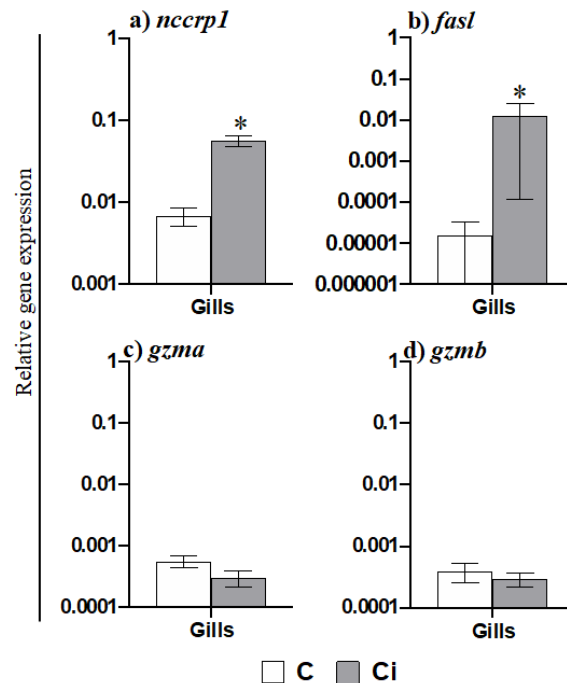 Relative gene expression
a) nccrp1
1
0.1
0.01
0.001
*
Gills
b) fasl
1
0.1
0.01
0.001
0.0001
0.00001
0.000001
*
Gills
c) gzma
1
0.1
0.01
0.001
0.0001
Gills
d) gzmb
1
0.1
0.01
0.001
0.0001
Gills
C Ci